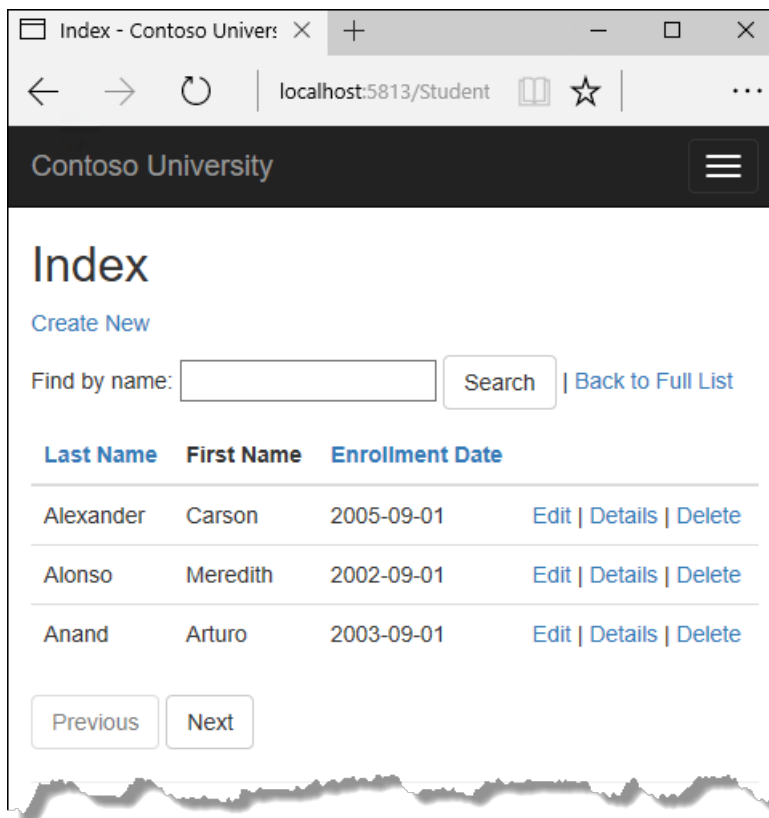 Index - Contoso Univers
localhost:5813/Student
Contoso University
Index
Create New
Find by name: Search | Back to Full List
Last Name First Name Enrollment Date
Alexander Carson 2005-09-01 Edit | Details | Delete
Alonso Meredith 2002-09-01 Edit | Details | Delete
Anand Arturo 2003-09-01 Edit | Details | Delete
Previous Next